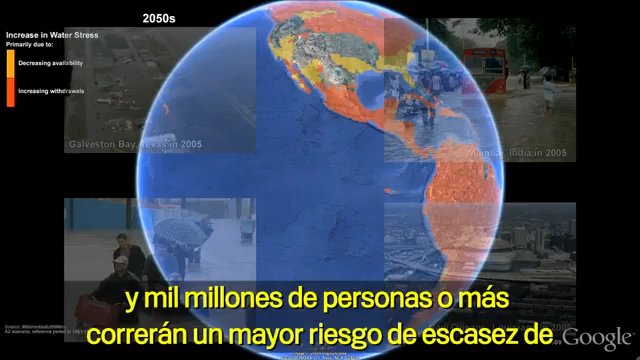 2050s
Increase in Water Stress
Primarily due to:
Decreasing availability
Increasing withdrawals
Galveston Bay, Texas in 2005
Mumbai, India in 2005
y mil millones de personas o más
correrán un mayor riesgo de escasez de
Google